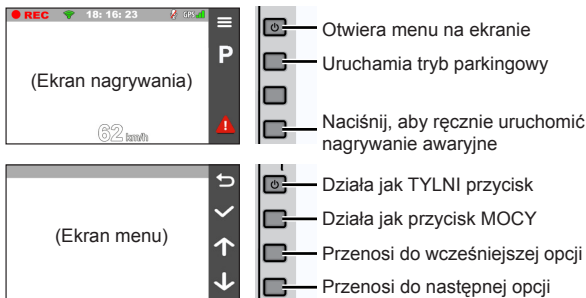 REC 18: 16: 23 GPS
P
(Ekran nagrywania)
62 km/h
Otwiera menu na ekranie
Uruchamia tryb parkingowy
Naciśnij, aby ręcznie uruchomić
nagrywanie awaryjne
(Ekran menu)
Działa jak TYLNI przycisk
Działa jak przycisk MOCY
Przenosi do wcześniejszej opcji
Przenosi do następnej opcji